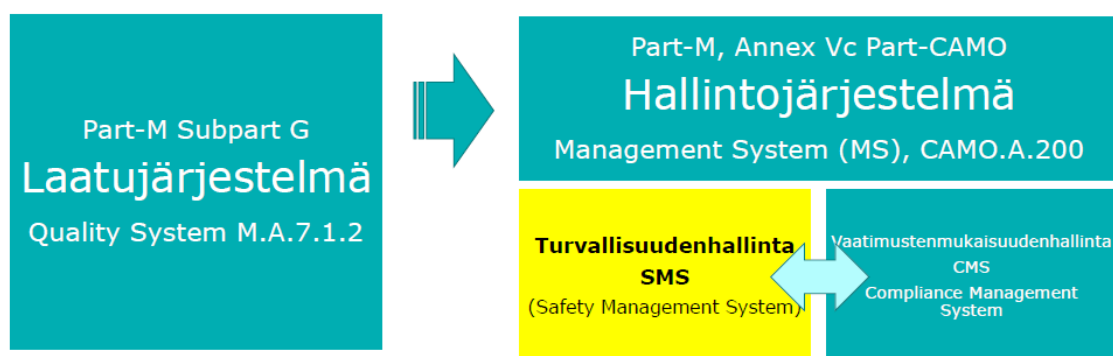 Part-M Subpart G
Laatujärjestelmä
Quality System M.A.7.1.2
Part-M, Annex Vc Part-CAMO
Hallintojärjestelmä
Management System (MS), CAMO.A.200
Turvallisuudenhallinta
SMS
(Safety Management System)
Vaatimustenmukaisuudenhallinta
CMS
Compliance Management
System